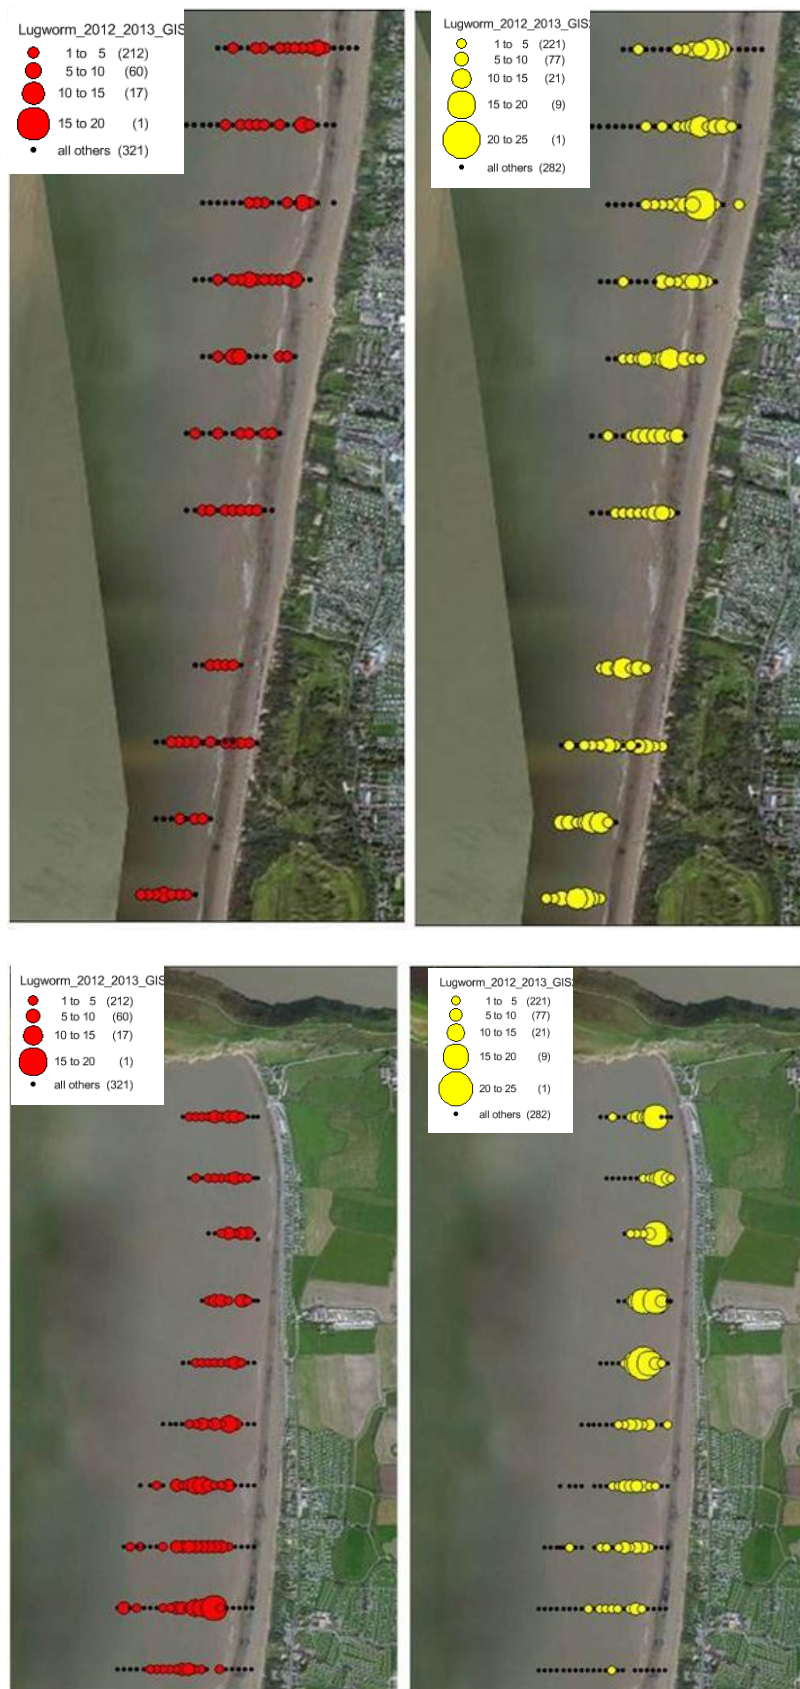 Lugworm_2012_2013_GIS
1 to 5 (212)
5 to 10 (60)
10 to 15 (17)
15 to 20 (1)
all others (321)
Lugworm_2012_2013_GIS
1 to 5 (221)
5 to 10 (77)
10 to 15 (21)
15 to 20 (9)
20 to 25 (1)
all others (282)
Lugworm_2012_2013_GIS
1 to 5 (212)
5 to 10 (60)
10 to 15 (17)
15 to 20 (1)
all others (321)
Lugworm_2012_2013_GIS
1 to 5 (221)
5 to 10 (77)
10 to 15 (21)
15 to 20 (9)
20 to 25 (1)
all others (282)